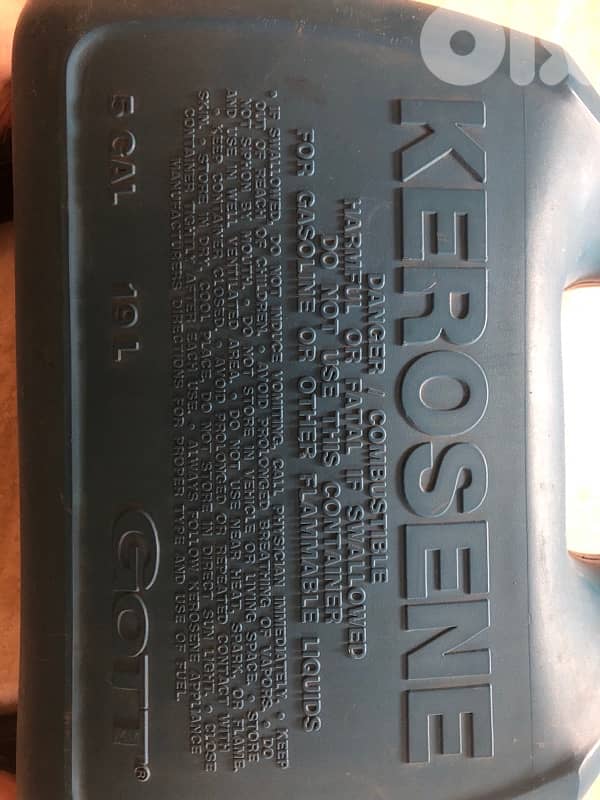 KEROSENE
DANGER / COMBUSTIBLE
HARMFUL OR FATAL IF SWALLOWED
DO NOT USE THIS CONTAINER
FOR GASOLINE OR OTHER FLAMMABLE LIQUIDS
• IF SWALLOWED, DO NOT INDUCE VOMITING. CALL PHYSICIAN IMMEDIATELY. • KEEP
OUT OF REACH OF CHILDREN. • AVOID PROLONGED BREATHING OF VAPORS. • DO
NOT SIPHON BY MOUTH. • DO NOT STORE IN VEHICLE OR LIVING SPACE. • STORE
AND USE IN WELL VENTILATED AREA. • DO NOT USE NEAR HEAT, SPARK, OR FLAME.
• KEEP CONTAINER CLOSED. • AVOID PROLONGED OR REPEATED CONTACT WITH
SKIN. • STORE IN DRY, COOL PLACE. DO NOT STORE IN DIRECT SUN LIGHT. CLOSE
CONTAINER TIGHTLY AFTER EACH USE. • ALWAYS FOLLOW KEROSENE APPLIANCE
MANUFACTURERS DIRECTIONS FOR PROPER TYPE AND USE OF FUEL.
5 GAL 19 L GOTT®
OLX